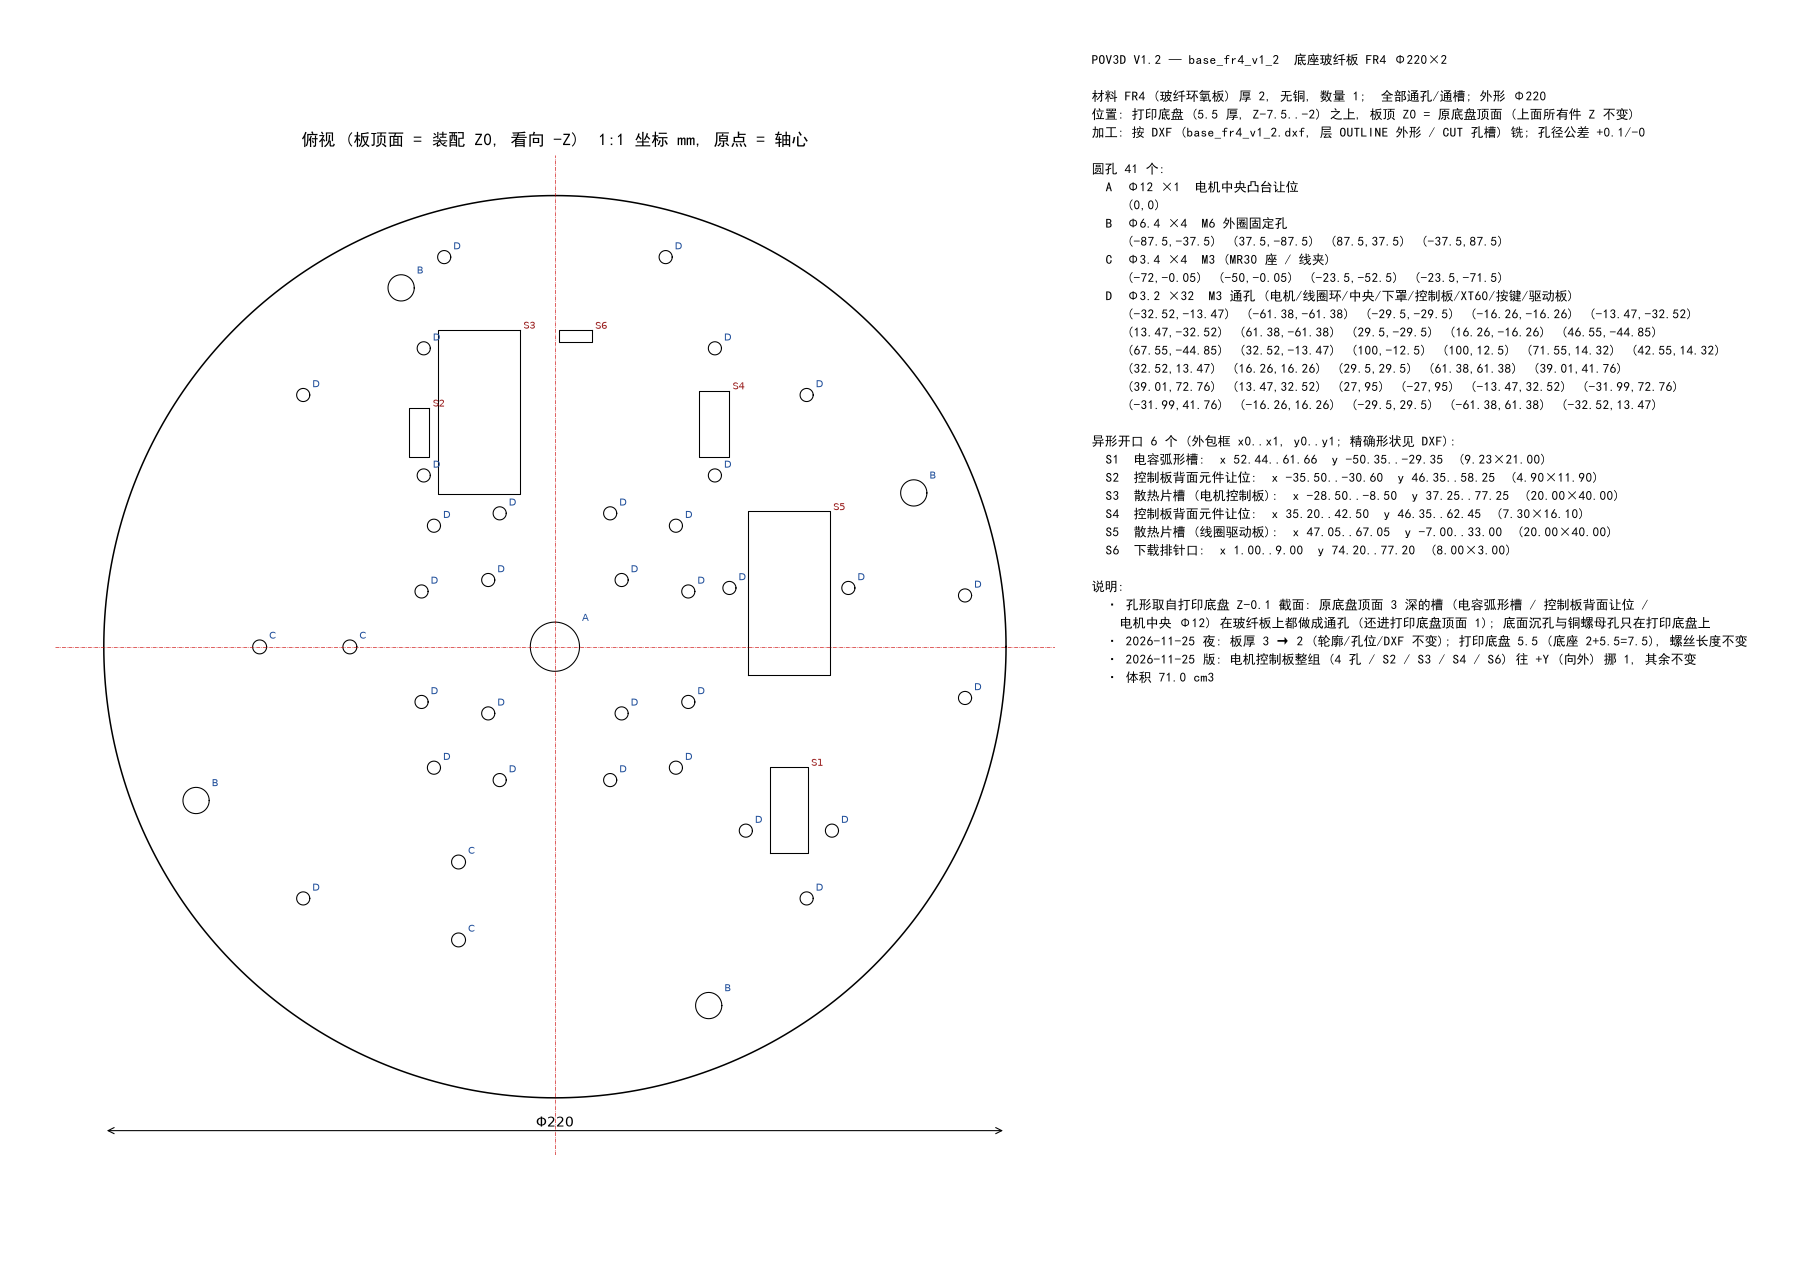 POV3D V1.2 — base_fr4_v1_2  底座玻纤板 FR4 Φ220×2
材料 FR4 (玻纤环氧板) 厚 2, 无铜, 数量 1;  全部通孔/通槽; 外形 Φ220
位置: 打印底盘 (5.5 厚, Z-7.5..-2) 之上, 板顶 Z0 = 原底盘顶面 (上面所有件 Z 不变)
加工: 按 DXF (base_fr4_v1_2.dxf, 层 OUTLINE 外形 / CUT 孔槽) 铣; 孔径公差 +0.1/-0
圆孔 41 个:
A  Φ12 ×1  电机中央凸台让位
(0,0)
B  Φ6.4 ×4  M6 外圈固定孔
(-87.5,-37.5)  (37.5,-87.5)  (87.5,37.5)  (-37.5,87.5)
C  Φ3.4 ×4  M3 (MR30 座 / 线夹)
(-72,-0.05)  (-50,-0.05)  (-23.5,-52.5)  (-23.5,-71.5)
D  Φ3.2 ×32  M3 通孔 (电机/线圈环/中央/下罩/控制板/XT60/按键/驱动板)
(-32.52,-13.47)  (-61.38,-61.38)  (-29.5,-29.5)  (-16.26,-16.26)  (-13.47,-32.52)
(13.47,-32.52)  (61.38,-61.38)  (29.5,-29.5)  (16.26,-16.26)  (46.55,-44.85)
(67.55,-44.85)  (32.52,-13.47)  (100,-12.5)  (100,12.5)  (71.55,14.32)  (42.55,14.32)
(32.52,13.47)  (16.26,16.26)  (29.5,29.5)  (61.38,61.38)  (39.01,41.76)
(39.01,72.76)  (13.47,32.52)  (27,95)  (-27,95)  (-13.47,32.52)  (-31.99,72.76)
(-31.99,41.76)  (-16.26,16.26)  (-29.5,29.5)  (-61.38,61.38)  (-32.52,13.47)
异形开口 6 个 (外包框 x0..x1, y0..y1; 精确形状见 DXF):
S1  电容弧形槽:  x 52.44..61.66  y -50.35..-29.35  (9.23×21.00)
S2  控制板背面元件让位:  x -35.50..-30.60  y 46.35..58.25  (4.90×11.90)
S3  散热片槽 (电机控制板):  x -28.50..-8.50  y 37.25..77.25  (20.00×40.00)
S4  控制板背面元件让位:  x 35.20..42.50  y 46.35..62.45  (7.30×16.10)
S5  散热片槽 (线圈驱动板):  x 47.05..67.05  y -7.00..33.00  (20.00×40.00)
S6  下载排针口:  x 1.00..9.00  y 74.20..77.20  (8.00×3.00)
说明:
· 孔形取自打印底盘 Z-0.1 截面: 原底盘顶面 3 深的槽 (电容弧形槽 / 控制板背面让位 /
电机中央 Φ12) 在玻纤板上都做成通孔 (还进打印底盘顶面 1); 底面沉孔与铜螺母孔只在打印底盘上
· 2026-11-25 夜: 板厚 3 → 2 (轮廓/孔位/DXF 不变); 打印底盘 5.5 (底座 2+5.5=7.5), 螺丝长度不变
· 2026-11-25 版: 电机控制板整组 (4 孔 / S2 / S3 / S4 / S6) 往 +Y (向外) 挪 1, 其余不变
· 体积 71.0 cm3
俯视 (板顶面 = 装配 Z0, 看向 -Z)  1:1 坐标 mm, 原点 = 轴心
D
D
B
S3
S6
D
D
D
D
S4
S2
D
D
B
D
D
S5
D
D
D
D
D
D
D
D
D
A
C
C
D
D
D
D
D
D
D
D
D
S1
B
D
D
C
D
D
C
B
Φ220